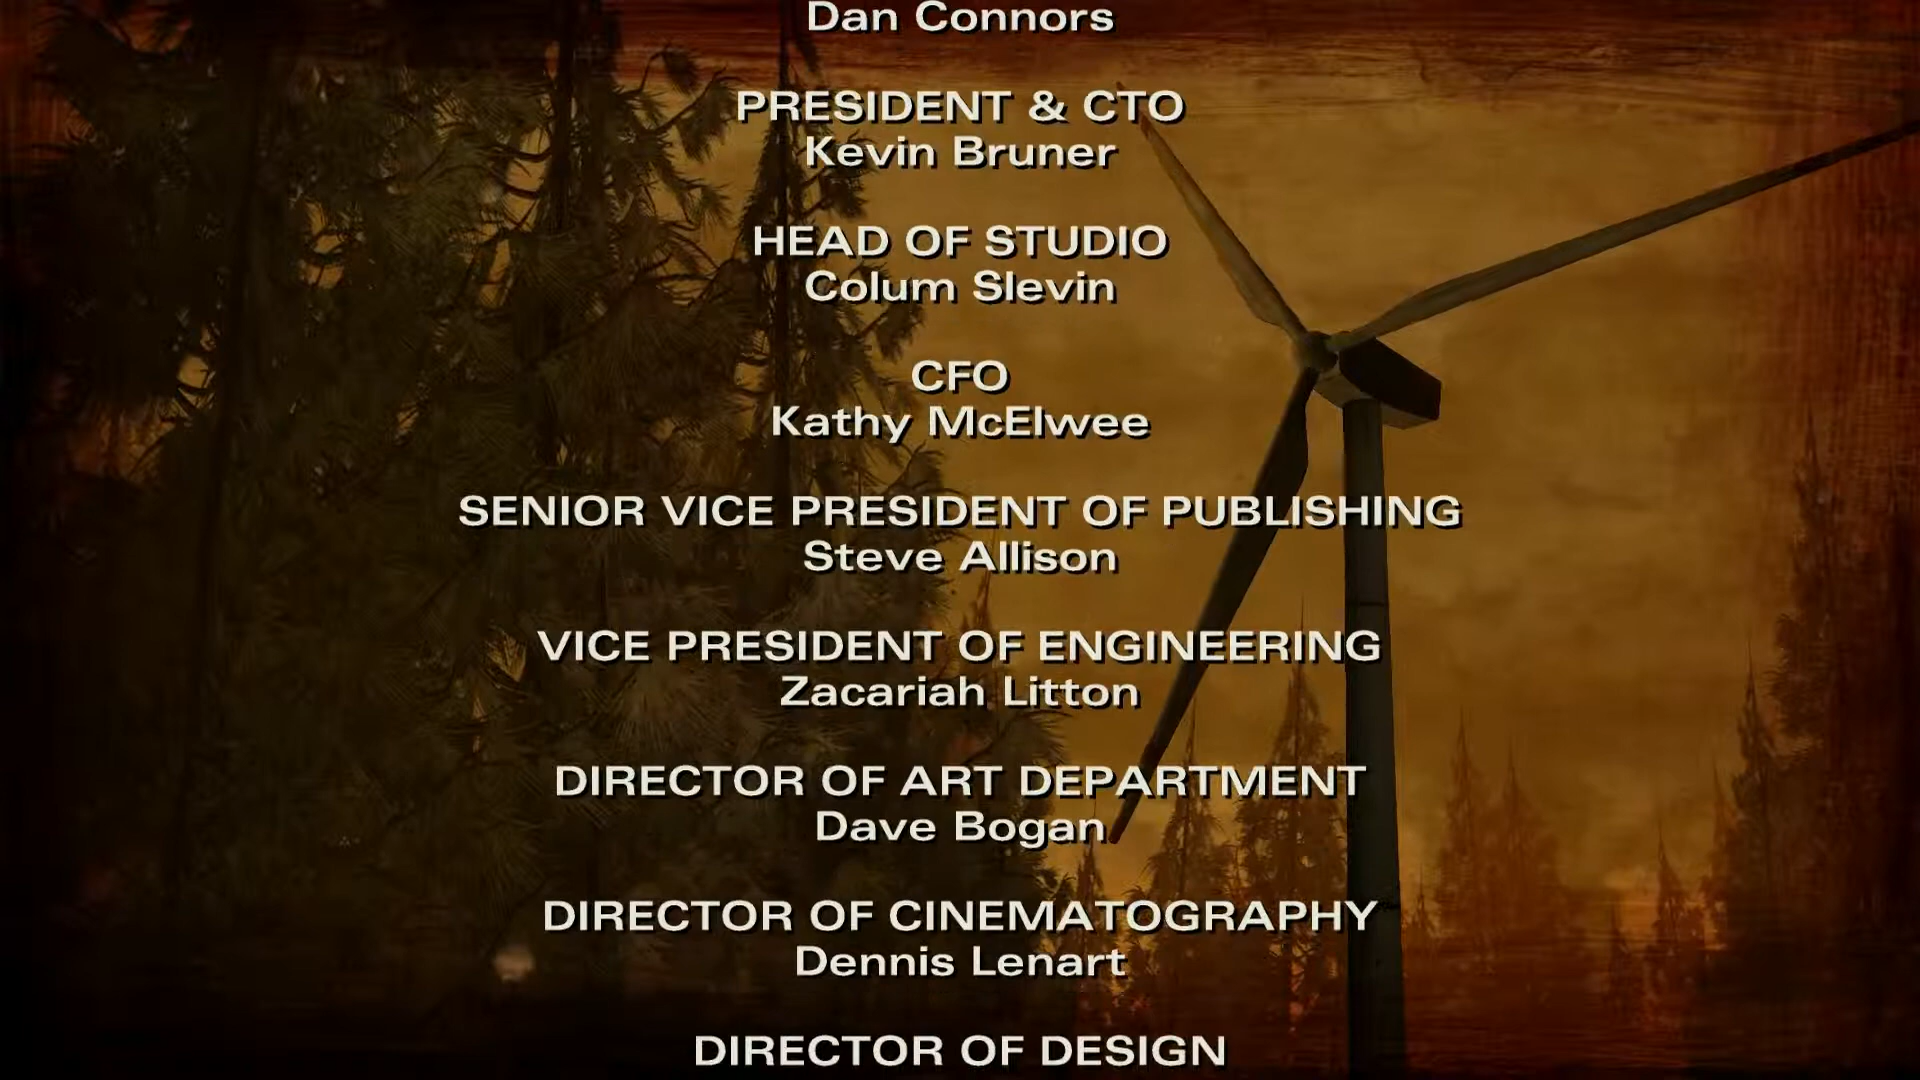 Dan Connors
PRESIDENT & CTO
Kevin Bruner
HEAD OF STUDIO
Colum Slevin
CFO
Kathy McElwee
SENIOR VICE PRESIDENT OF PUBLISHING
Steve Allison
VICE PRESIDENT OF ENGINEERING
Zacariah Litton
DIRECTOR OF ART DEPARTMENT
Dave Bogan
DIRECTOR OF CINEMATOGRAPHY
Dennis Lenart
DIRECTOR OF DESIGN